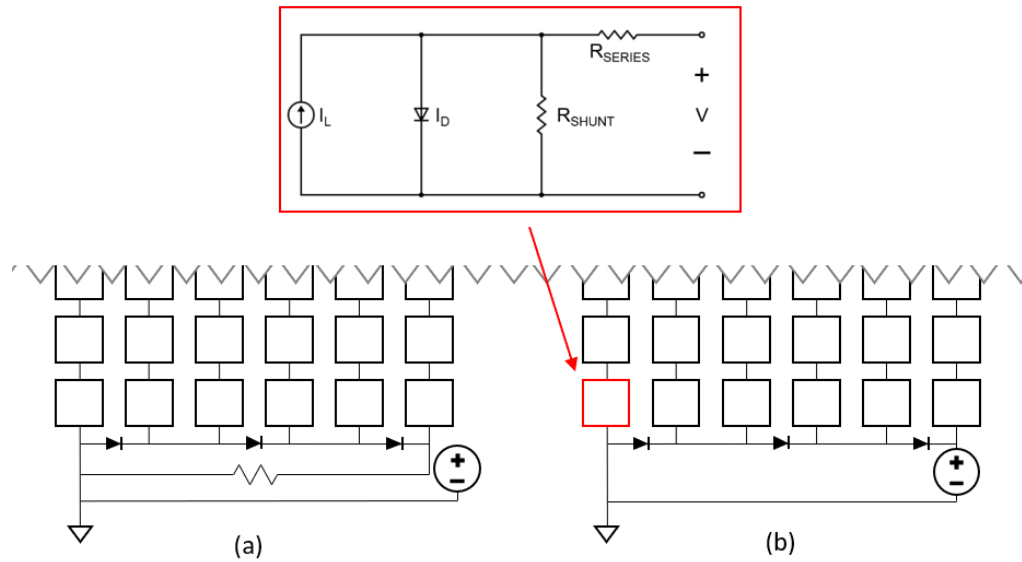 R_SERIES
+
I_L
I_D
R_SHUNT
V
−
+
−
+
−
(a)
(b)